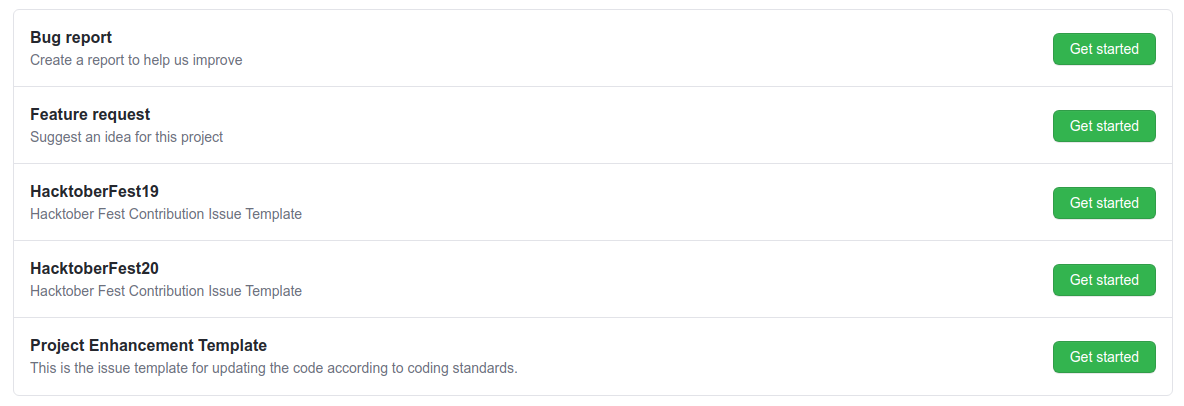 Bug report
Create a report to help us improve
Get started
Feature request
Suggest an idea for this project
Get started
HacktoberFest19
Hacktober Fest Contribution Issue Template
Get started
HacktoberFest20
Hacktober Fest Contribution Issue Template
Get started
Project Enhancement Template
This is the issue template for updating the code according to coding standards.
Get started